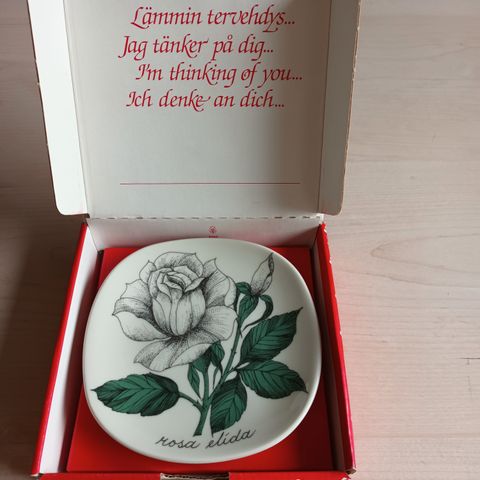 Lämmin tervehdys...
Jag tänker på dig...
I'm thinking of you...
Ich denke an dich...
rosa elida